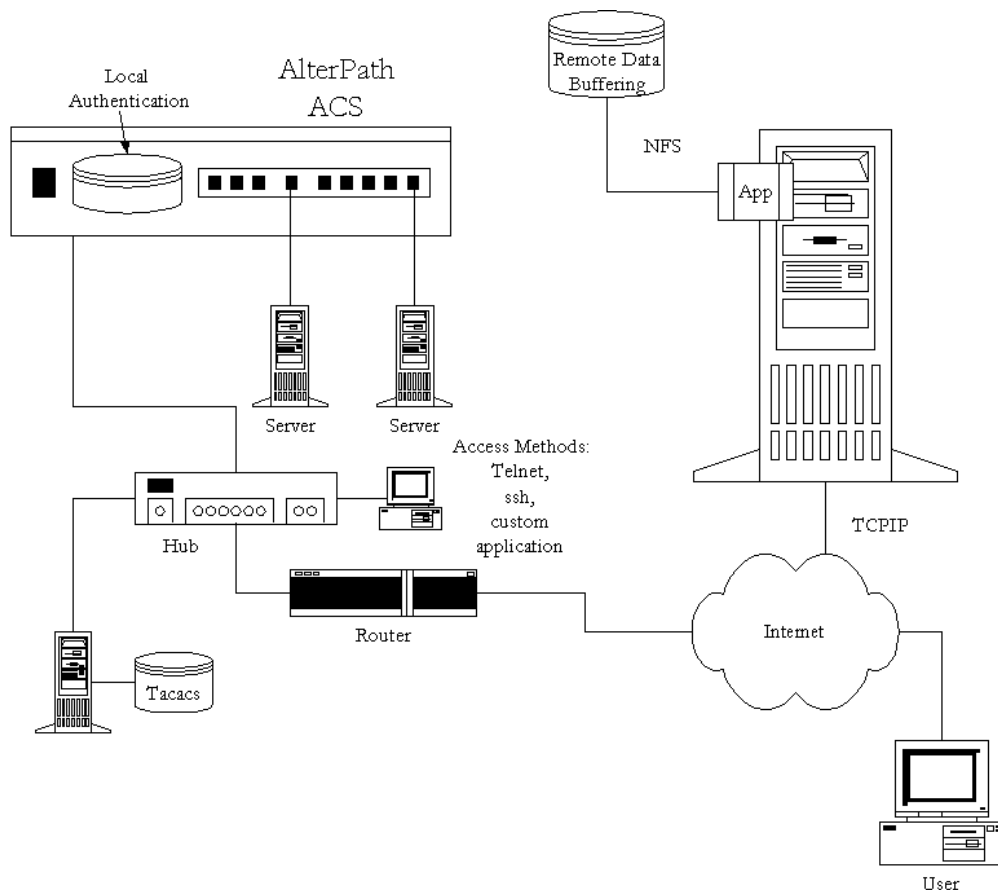 Local
Authentication
AlterPath
ACS
Remote Data
Buffering
NFS
App
Server
Server
Access Methods:
Telnet,
ssh,
custom
application
Hub
TCPIP
Router
Internet
Tacacs
User